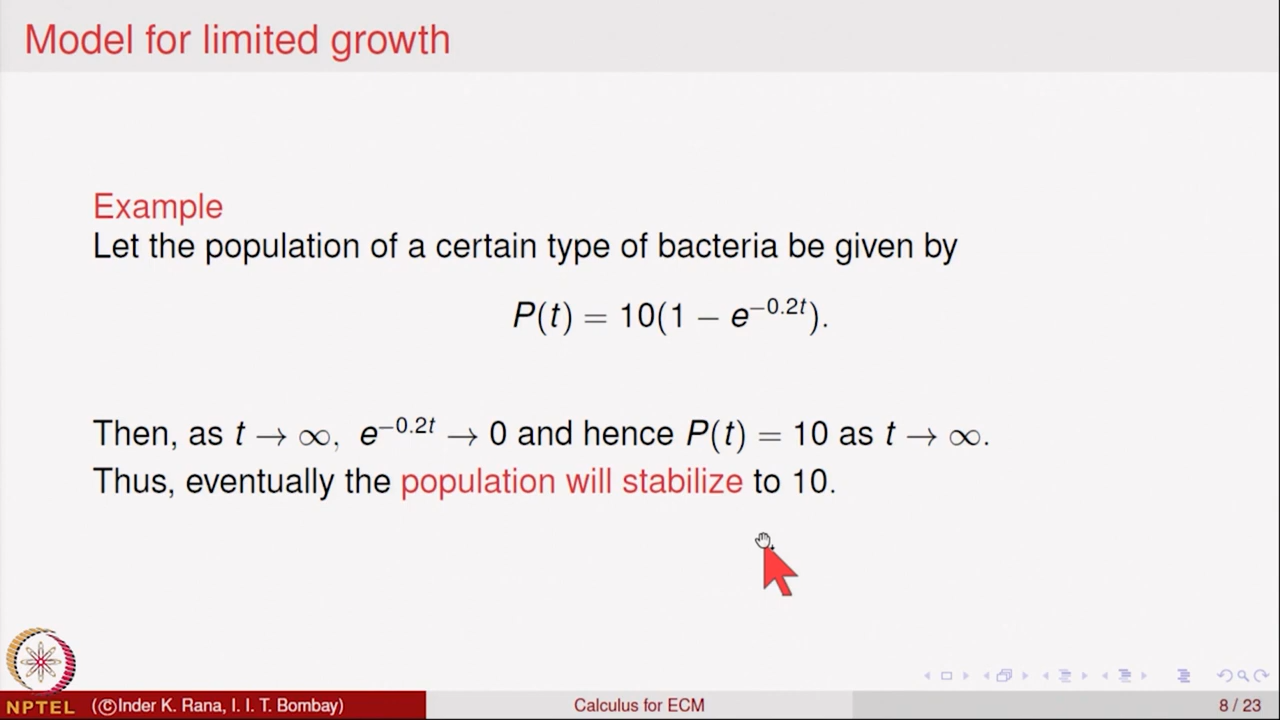 Model for limited growth
Example
Let the population of a certain type of bacteria be given by
P(t) = 10(1 − e^{−0.2t}).
Then, as t → ∞, e^{−0.2t} → 0 and hence P(t) = 10 as t → ∞.
Thus, eventually the population will stabilize to 10.
NPTEL (©Inder K. Rana, I. I. T. Bombay) Calculus for ECM 8 / 23